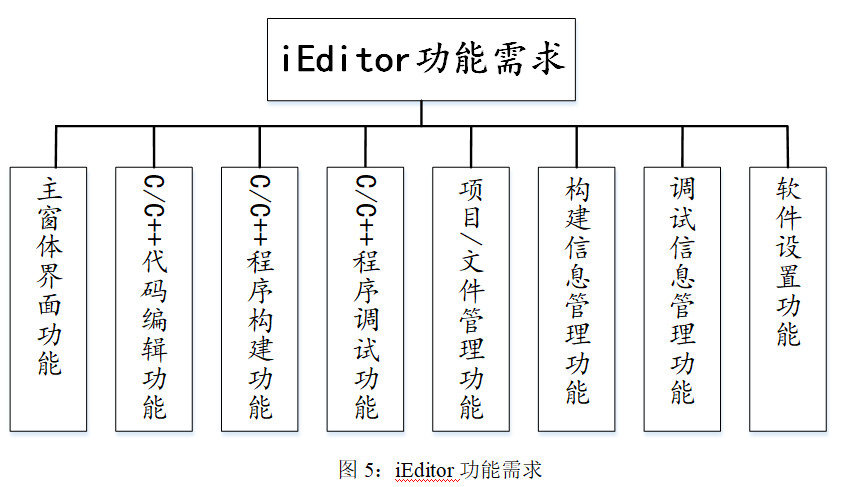 iEditor功能需求
主窗体界面功能
C/C++代码编辑功能
C/C++程序构建功能
C/C++程序调试功能
项目/文件管理功能
构建信息管理功能
调试信息管理功能
软件设置功能
图 5：iEditor 功能需求